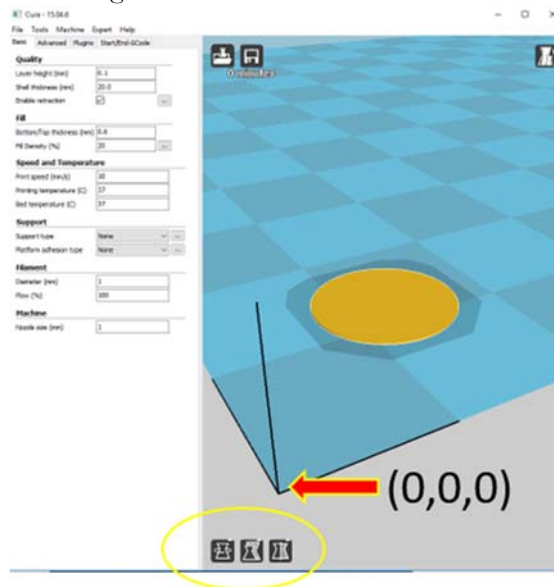 Cura - 15.04.6
File Tools Machine Expert Help
Basic Advanced Plugins Start/End-GCode
Quality
Layer height (mm) 0.1
Shell thickness (mm) 20.0
Enable retraction ...
Fill
Bottom/Top thickness (mm) 0.6
Fill Density (%) 20 ...
Speed and Temperature
Print speed (mm/s) 10
Printing temperature (C) 37
Bed temperature (C) 37
Support
Support type None ...
Platform adhesion type None ...
Filament
Diameter (mm) 1
Flow (%) 100
Machine
Nozzle size (mm) 1
0 minutes
(0,0,0)